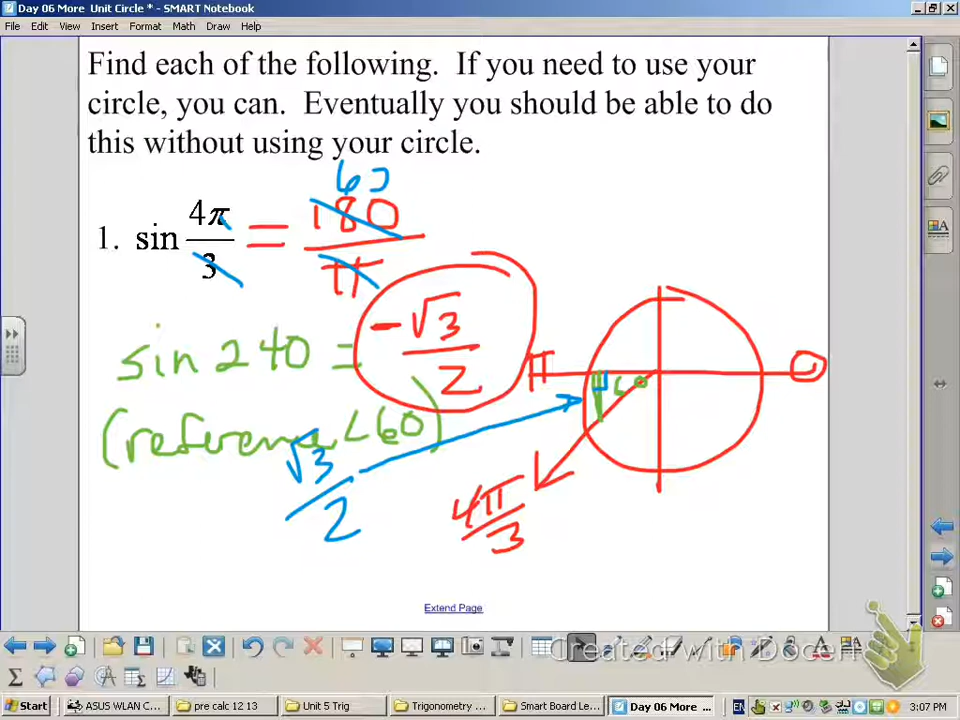 Day 06 More Unit Circle * - SMART Notebook
File Edit View Insert Format Math Draw Help
Find each of the following. If you need to use your
circle, you can. Eventually you should be able to do
this without using your circle.
60
1. sin 4π/3 = 180/π
sin 240 = -√3/2
(reference <60)
√3/2
π
60
0
4π/3
Extend Page
Created with Doceri
Start
ASUS WLAN C...
pre calc 12 13
Unit 5 Trig
Trigonometry ...
Smart Board Le...
Day 06 More ...
EN
3:07 PM